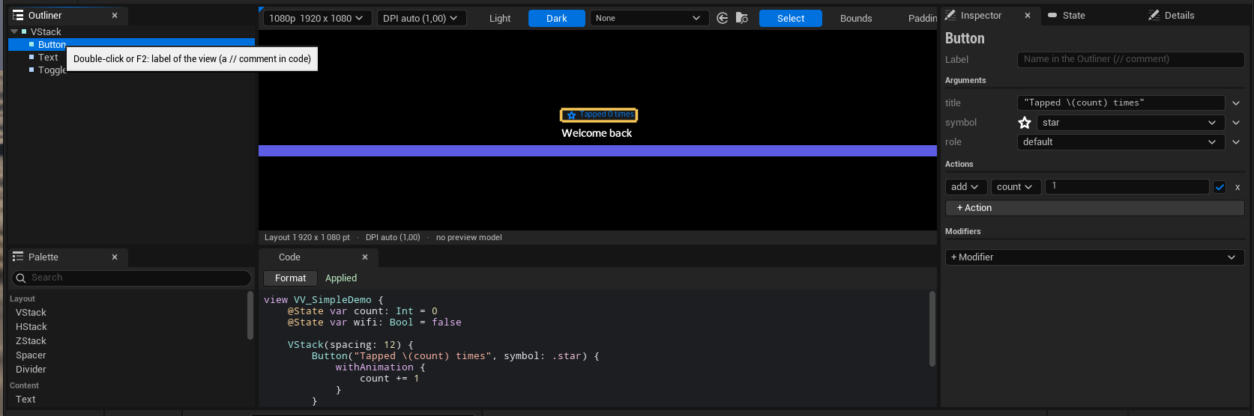 Outliner x
1080p 1920 x 1080
DPI auto (1,00)
Light
Dark
None
Select
Bounds
Inspector x
State
Details
VStack
Button
Text
Toggle
Double-click or F2: label of the view (a // comment in code)
Tapped 0 times
Welcome back
Layout 1 920 x 1 080 pt · DPI auto (1,00) · no preview model
Button
Label
Name in the Outliner (// comment)
Arguments
title
"Tapped \(count) times"
symbol
star
role
default
Actions
add
count
1
x
+ Action
Modifiers
+ Modifier
Palette x
Search
Layout
VStack
HStack
ZStack
Spacer
Divider
Content
Text
Code x
Format
Applied
view VV_SimpleDemo {
@State var count: Int = 0
@State var wifi: Bool = false
VStack(spacing: 12) {
Button("Tapped \(count) times", symbol: .star) {
withAnimation {
count += 1
}
}